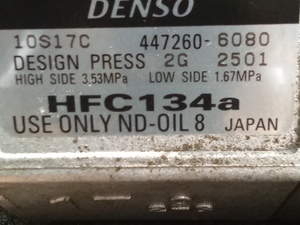 DENSO
10S17C 447260-6080
DESIGN PRESS 2G 2501
HIGH SIDE 3.53MPa LOW SIDE 1.67MPa
HFC134a
USE ONLY ND-OIL 8 JAPAN